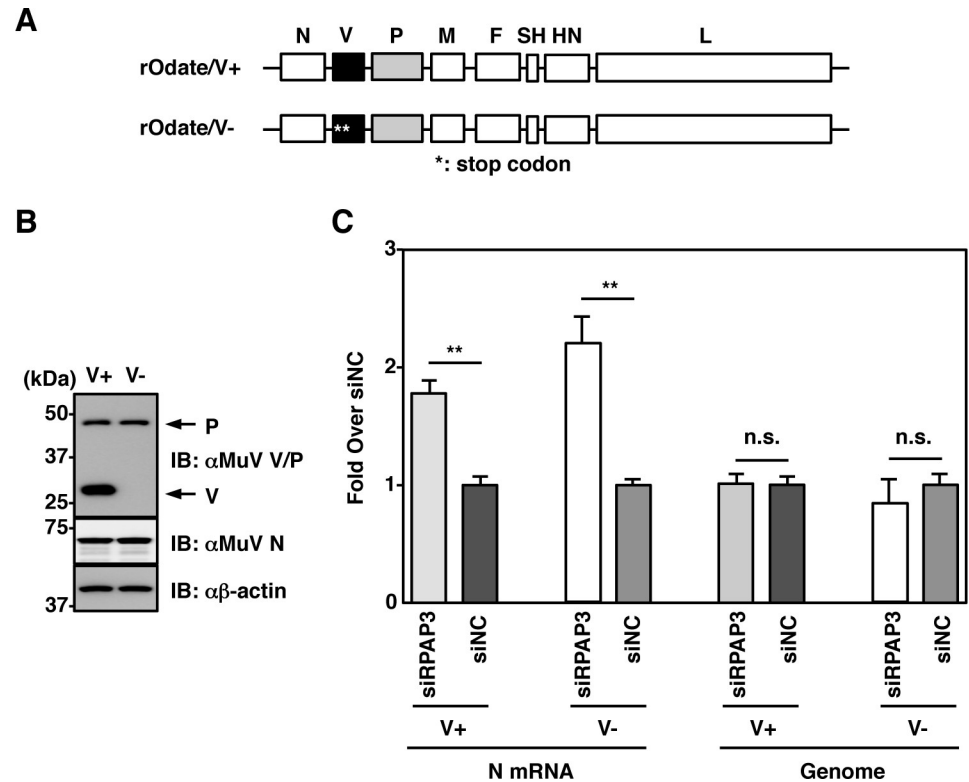 A
N V P M F SH HN L
rOdate/V+
rOdate/V-
**
*: stop codon
B
(kDa) V+ V-
50
P
37
IB: αMuV V/P
V
25
75
IB: αMuV N
IB: αβ-actin
37
C
Fold Over siNC
3
2
1
0
** ** n.s. n.s.
siRPAP3 siNC siRPAP3 siNC siRPAP3 siNC siRPAP3 siNC
V+ V- V+ V-
N mRNA Genome